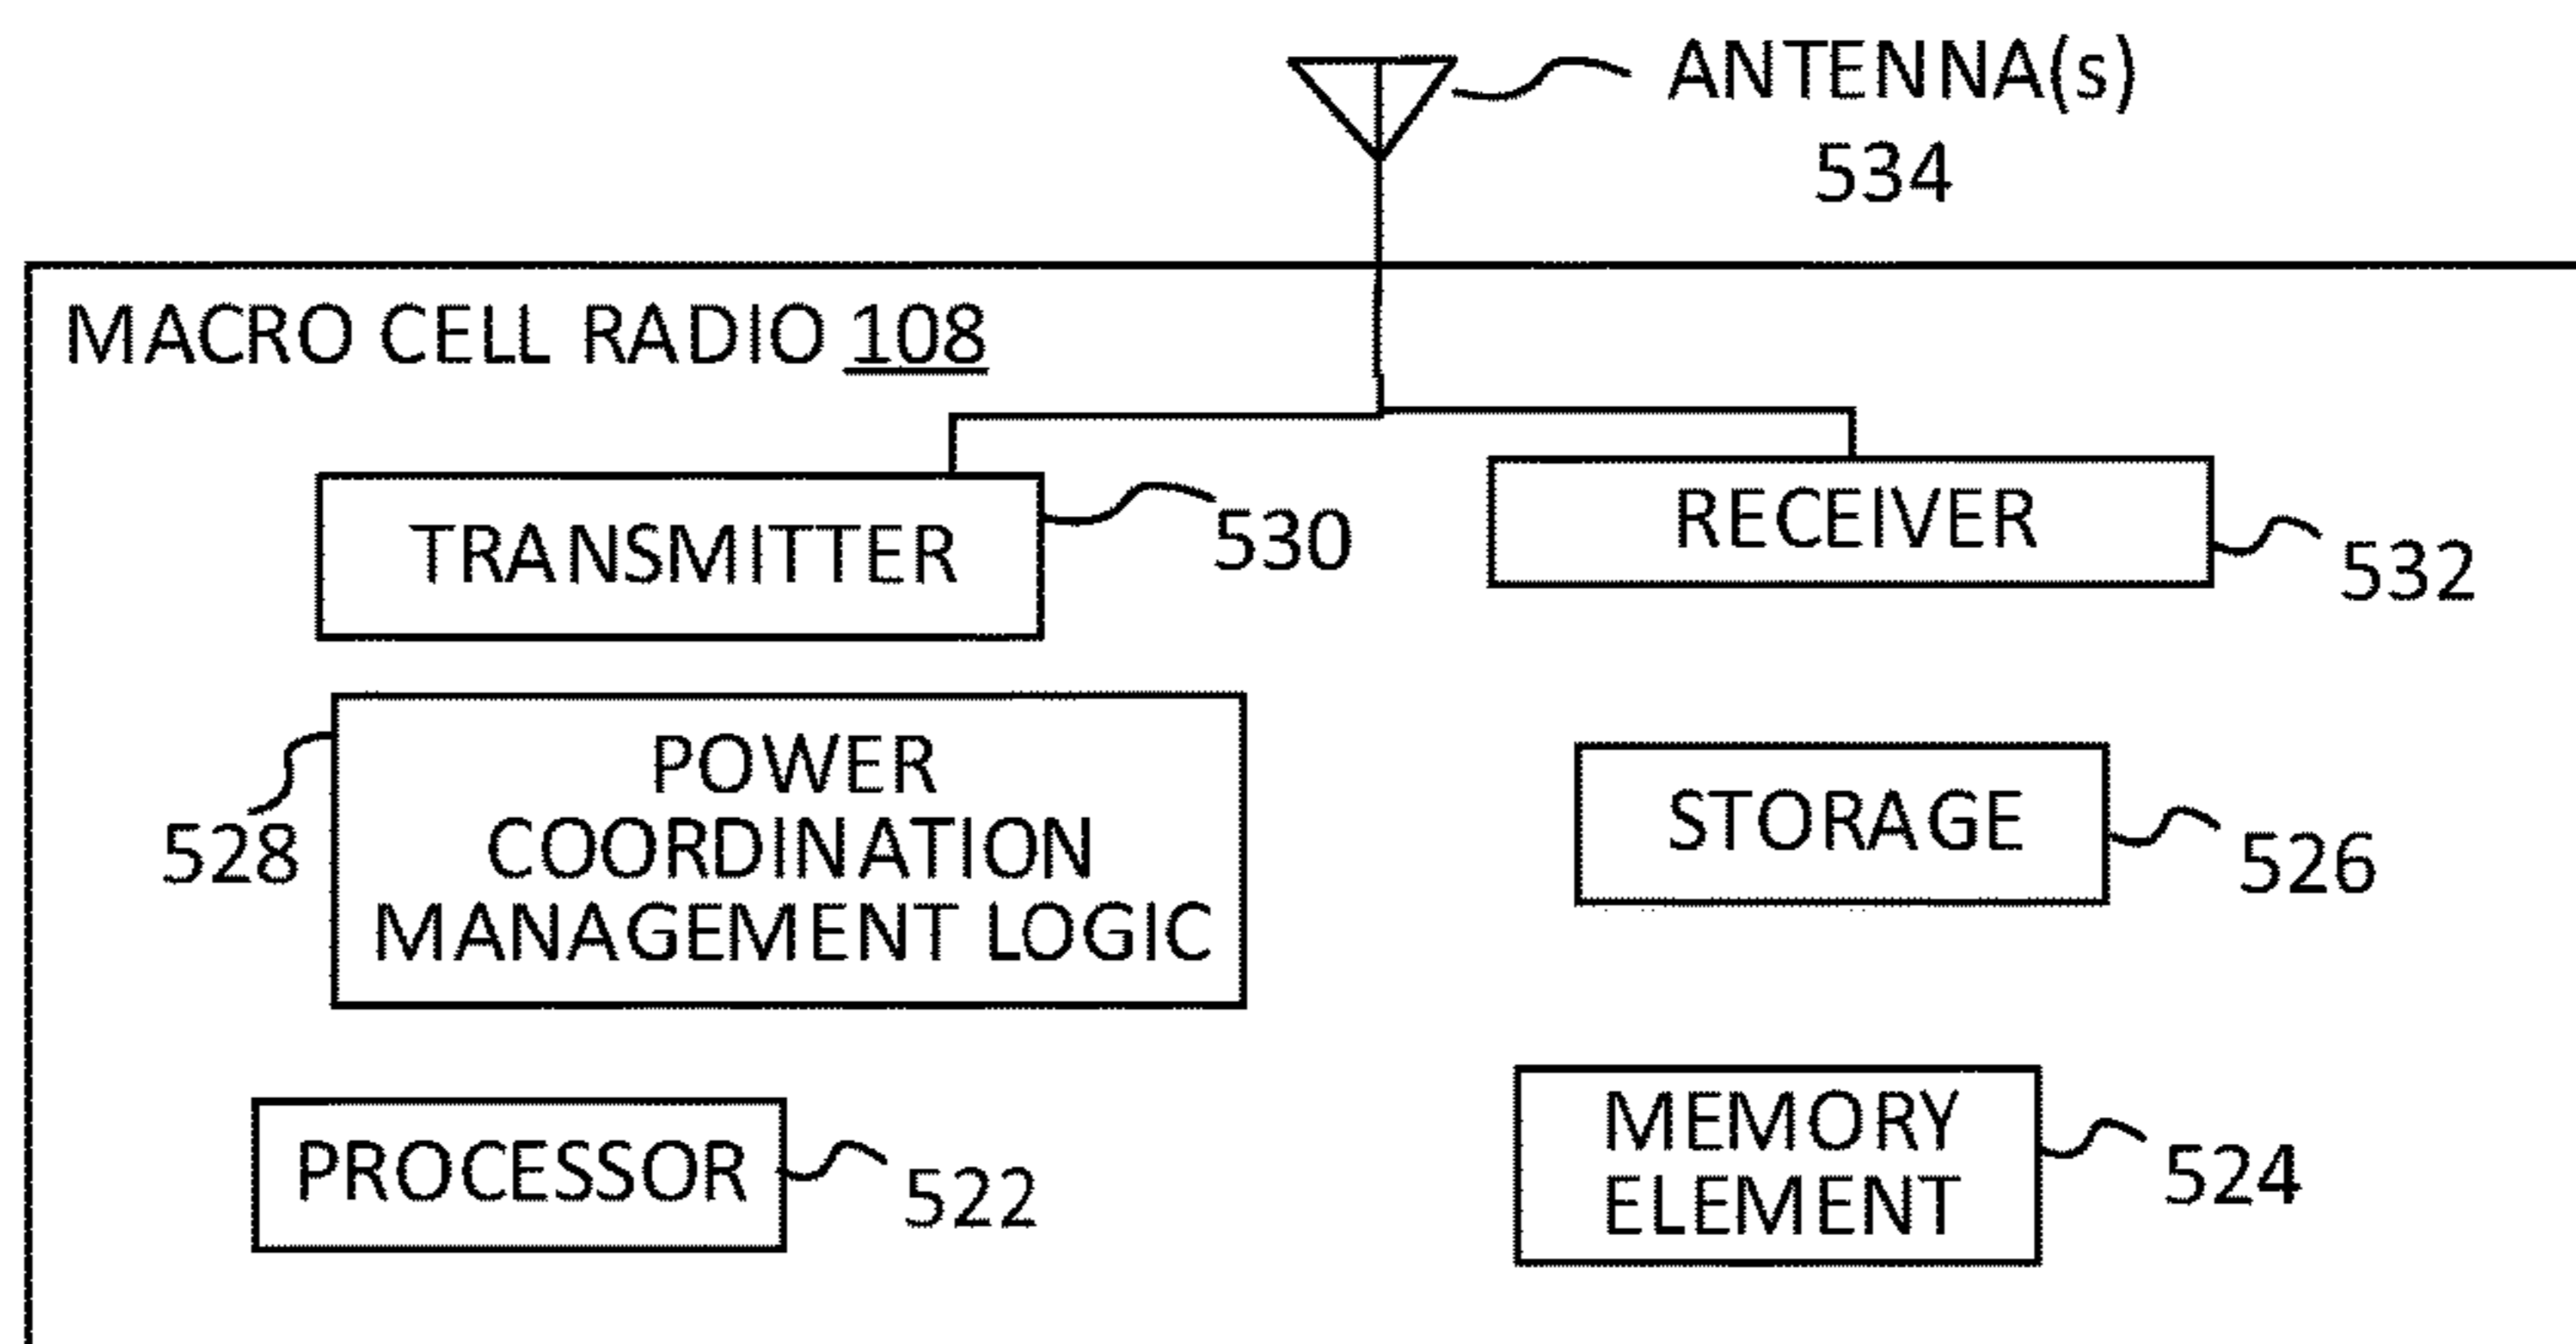 ANTENNA(s)
534
MACRO CELL RADIO 108
TRANSMITTER
530
RECEIVER
532
528
POWER
COORDINATION
MANAGEMENT LOGIC
STORAGE
526
PROCESSOR
522
MEMORY
ELEMENT
524